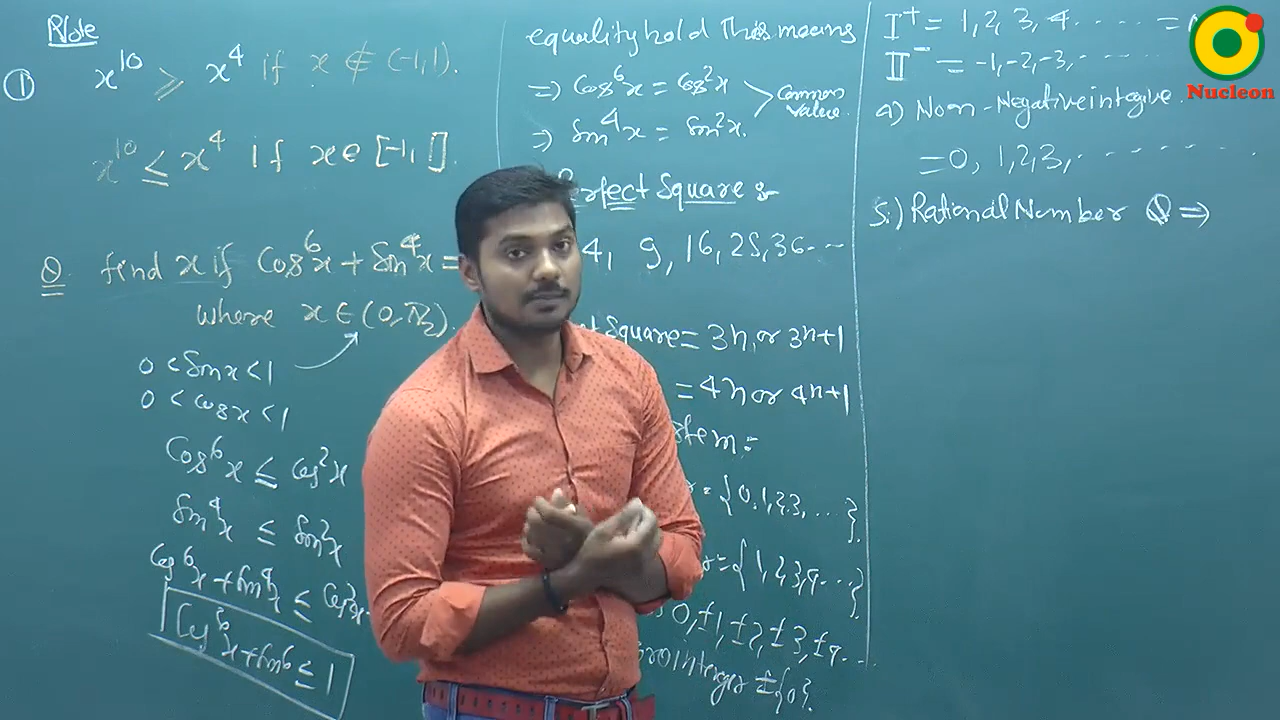 Note
① x¹⁰ ≥ x⁴ if x ∉ (-1,1).
x¹⁰ ≤ x⁴ if x ∈ [-1,1].
Q find x if Cos⁶x + Sin⁴x =
where x ∈ (0, π/2).
0 < Sinx < 1
0 < cosx < 1
Cos⁶x ≤ Cos²x
Sin⁴x ≤ Sin²x
Cos⁶x + Sin⁴x ≤ Cos²x
Cos⁶x + Sin⁶ ≤ 1
equality hold This means
⇒ Cos⁶x = Cos²x
Common value
⇒ Sin⁴x = Sin²x.
Perfect Square :-
4, 9, 16, 25, 36...
Square = 3n, or 3n+1
= 4n or 4n+1
stem :-
= {0,1,2,3,....}.
= {1,2,3,4....}
0, ±1, ±2, ±3, ±4...
I⁺ = 1, 2, 3, 4 ...... =
I⁻ = -1, -2, -3, ......
4) Non-Negative integive.
= 0, 1, 2, 3, ..........
5.) Rational Number Q ⇒
Nucleon